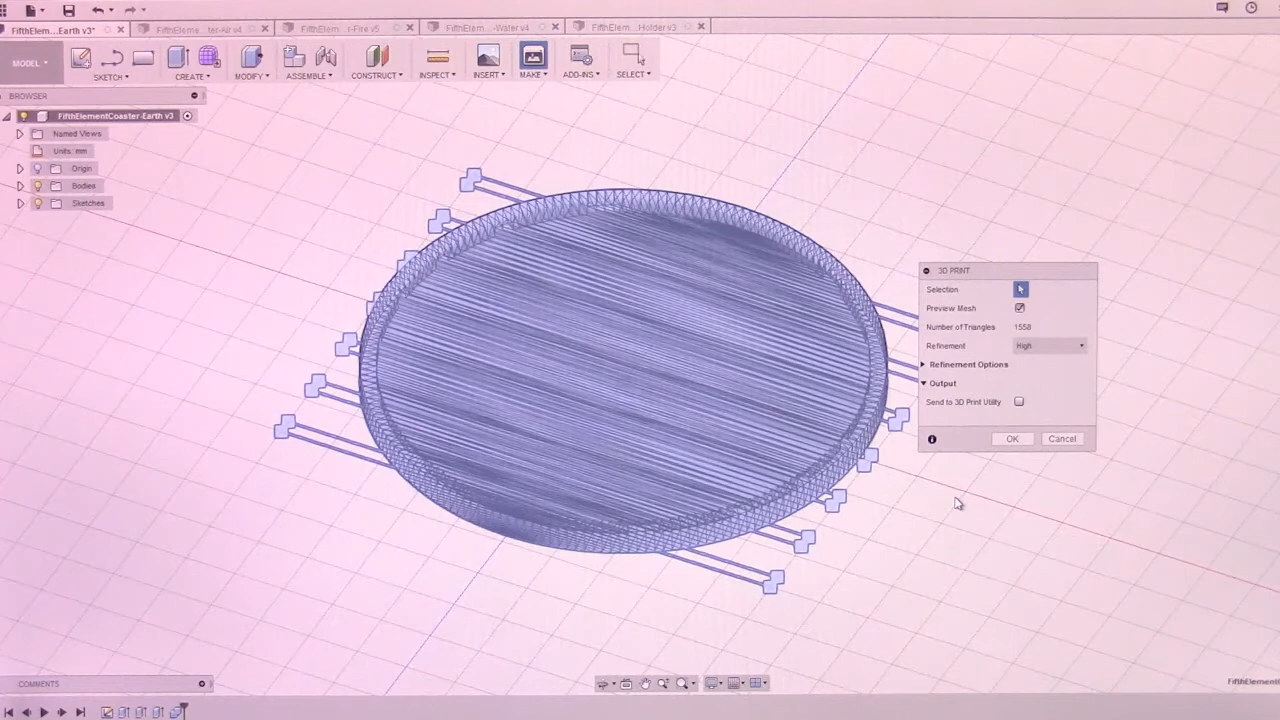 FifthElem...Earth v3*
FifthEleme...ter-Air v4
FifthElem...r-Fire v5
FifthElem...-Water v4
FifthElem...Holder v3
MODEL
SKETCH
CREATE
MODIFY
ASSEMBLE
CONSTRUCT
INSPECT
INSERT
MAKE
ADD-INS
SELECT
BROWSER
FifthElementCoaster-Earth v3
Named Views
Units: mm
Origin
Bodies
Sketches
3D PRINT
Selection
Preview Mesh
Number of Triangles 1558
Refinement High
Refinement Options
Output
Send to 3D Print Utility
OK Cancel
COMMENTS